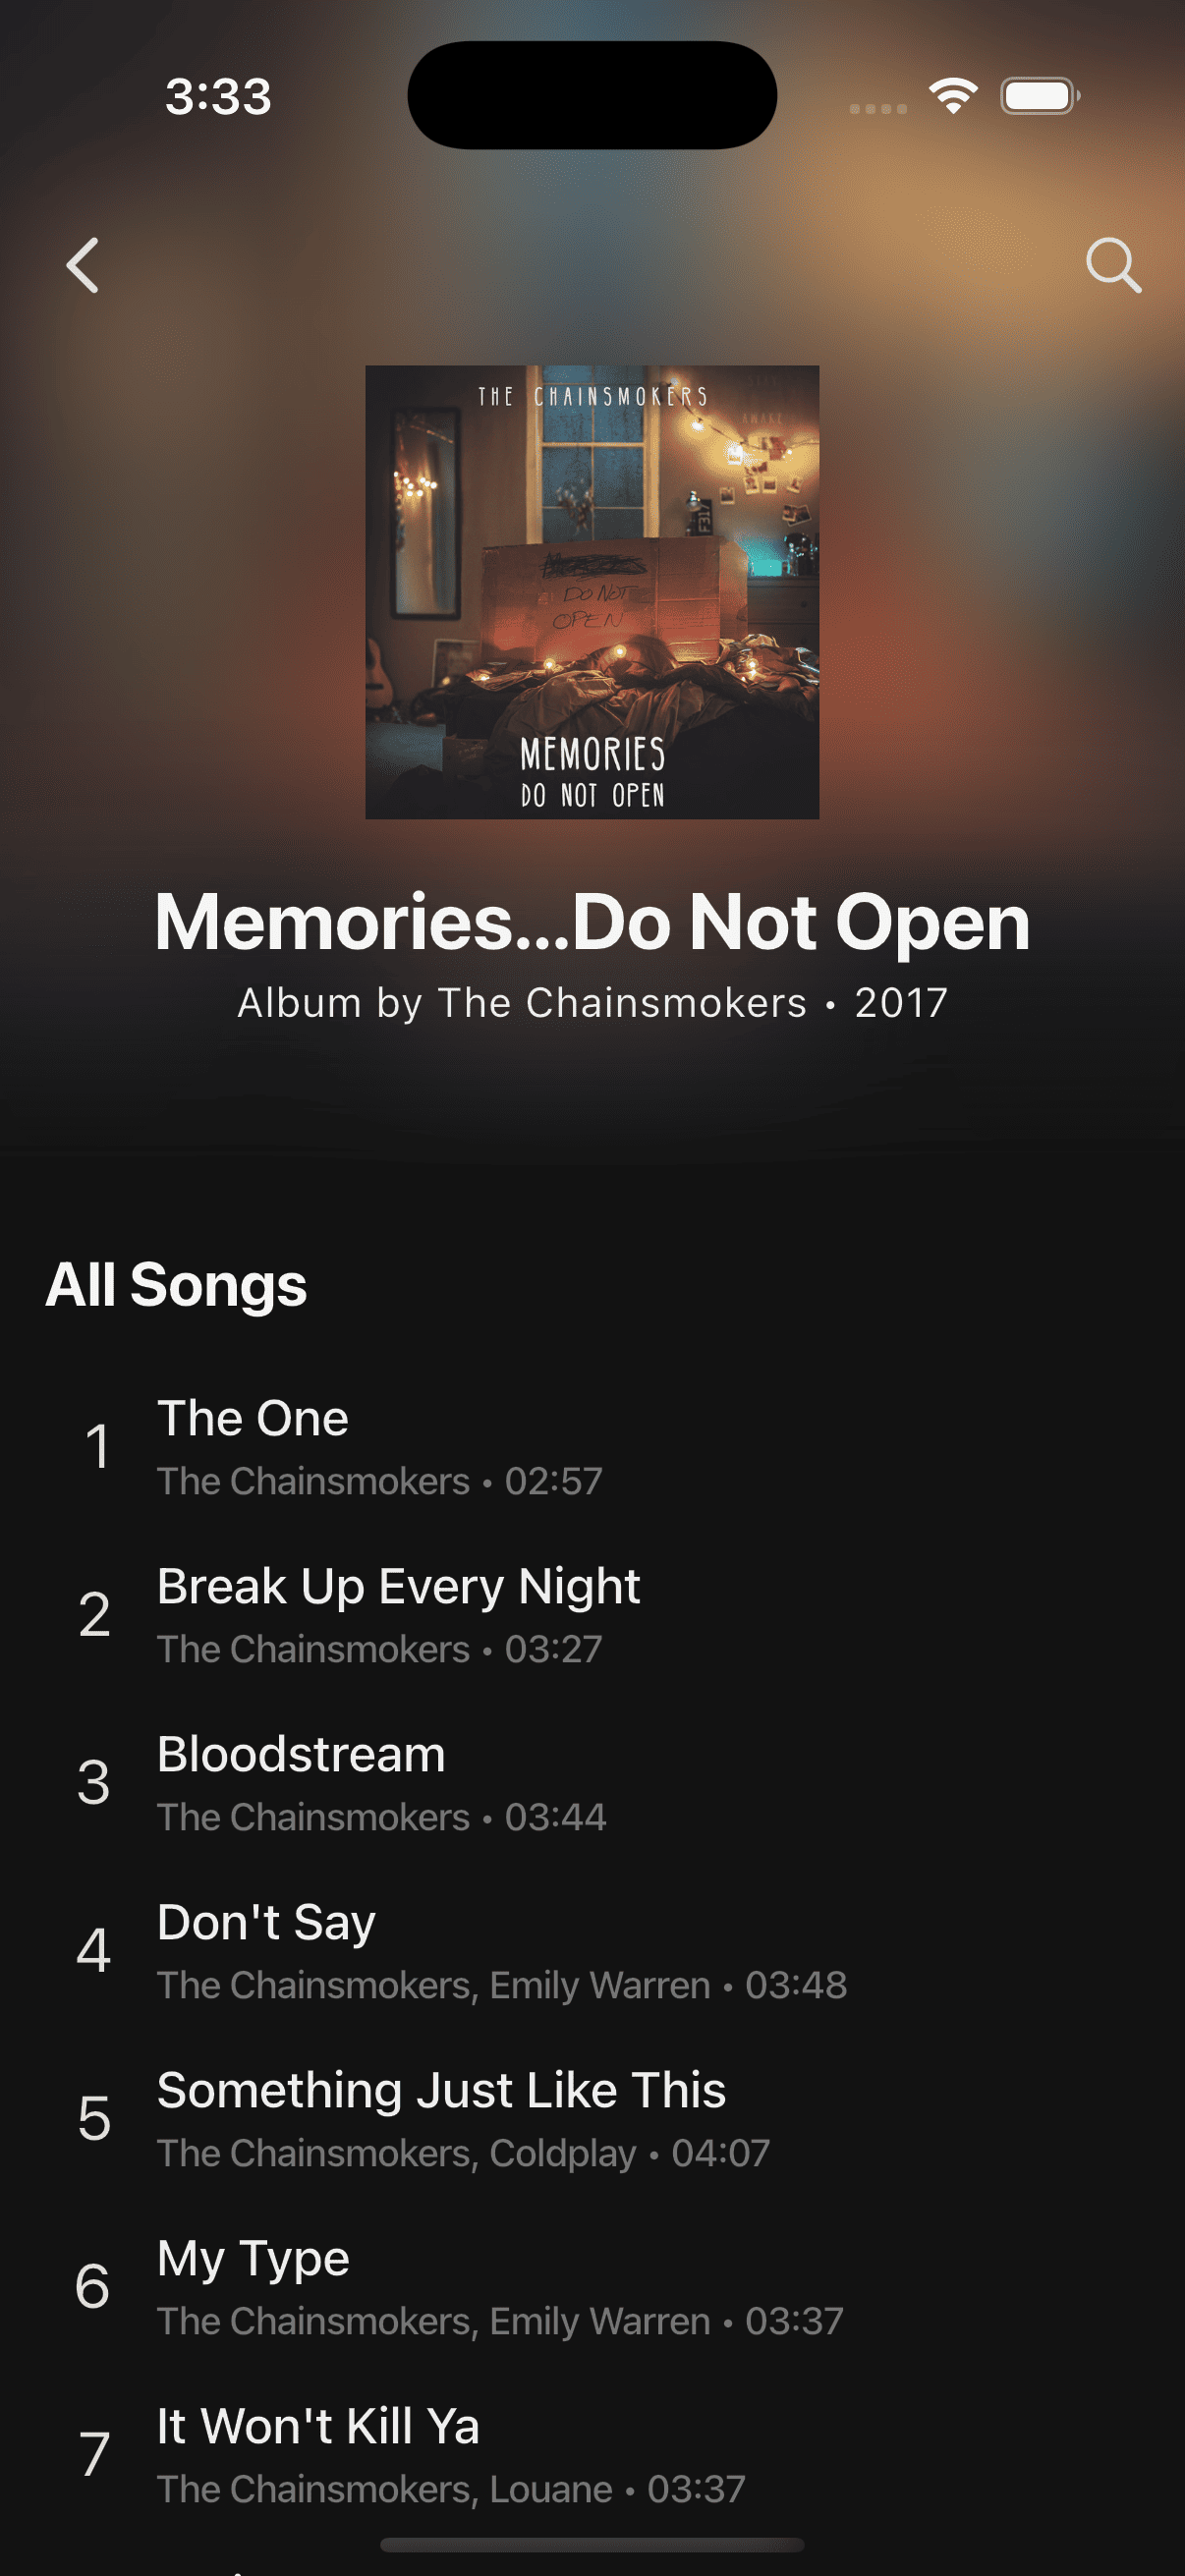 3:33
THE CHAINSMOKERS
AWAKE
F317
DO NOT
OPEN
MEMORIES
DO NOT OPEN
Memories...Do Not Open
Album by The Chainsmokers • 2017
All Songs
1
The One
The Chainsmokers • 02:57
2
Break Up Every Night
The Chainsmokers • 03:27
3
Bloodstream
The Chainsmokers • 03:44
4
Don't Say
The Chainsmokers, Emily Warren • 03:48
5
Something Just Like This
The Chainsmokers, Coldplay • 04:07
6
My Type
The Chainsmokers, Emily Warren • 03:37
7
It Won't Kill Ya
The Chainsmokers, Louane • 03:37